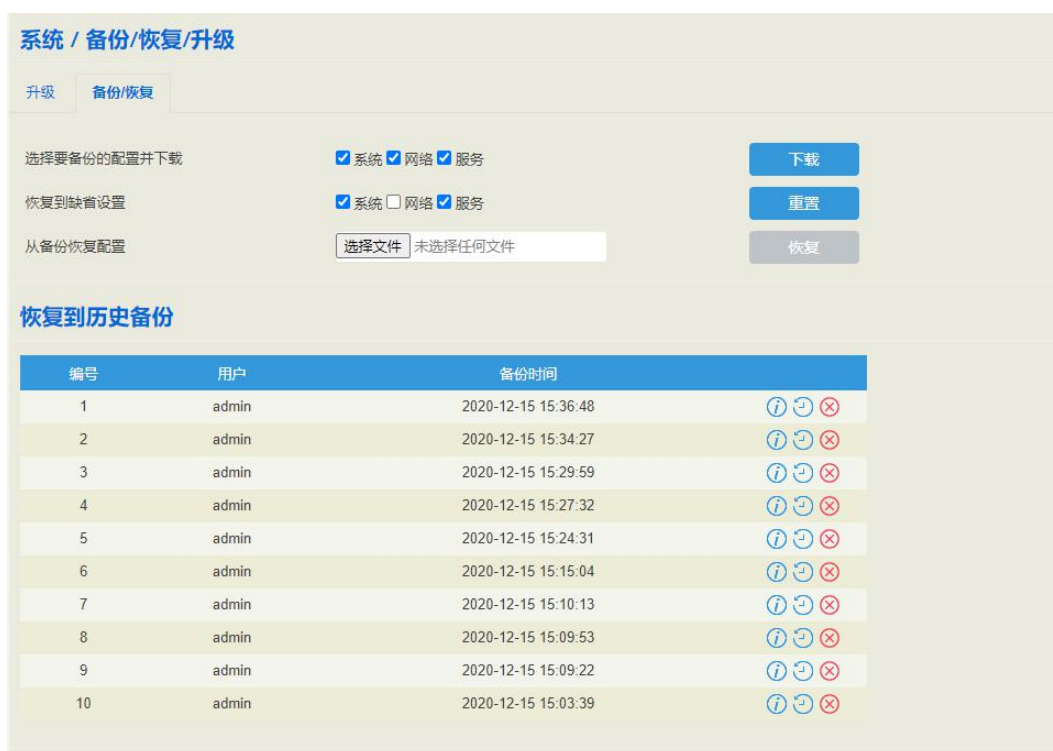 系统 / 备份/恢复/升级
升级 备份/恢复
选择要备份的配置并下载 系统 网络 服务 下载
恢复到缺省设置 系统 网络 服务 重置
从备份恢复配置 选择文件 未选择任何文件 恢复
恢复到历史备份
编号 用户 备份时间
1 admin 2020-12-15 15:36:48
2 admin 2020-12-15 15:34:27
3 admin 2020-12-15 15:29:59
4 admin 2020-12-15 15:27:32
5 admin 2020-12-15 15:24:31
6 admin 2020-12-15 15:15:04
7 admin 2020-12-15 15:10:13
8 admin 2020-12-15 15:09:53
9 admin 2020-12-15 15:09:22
10 admin 2020-12-15 15:03:39